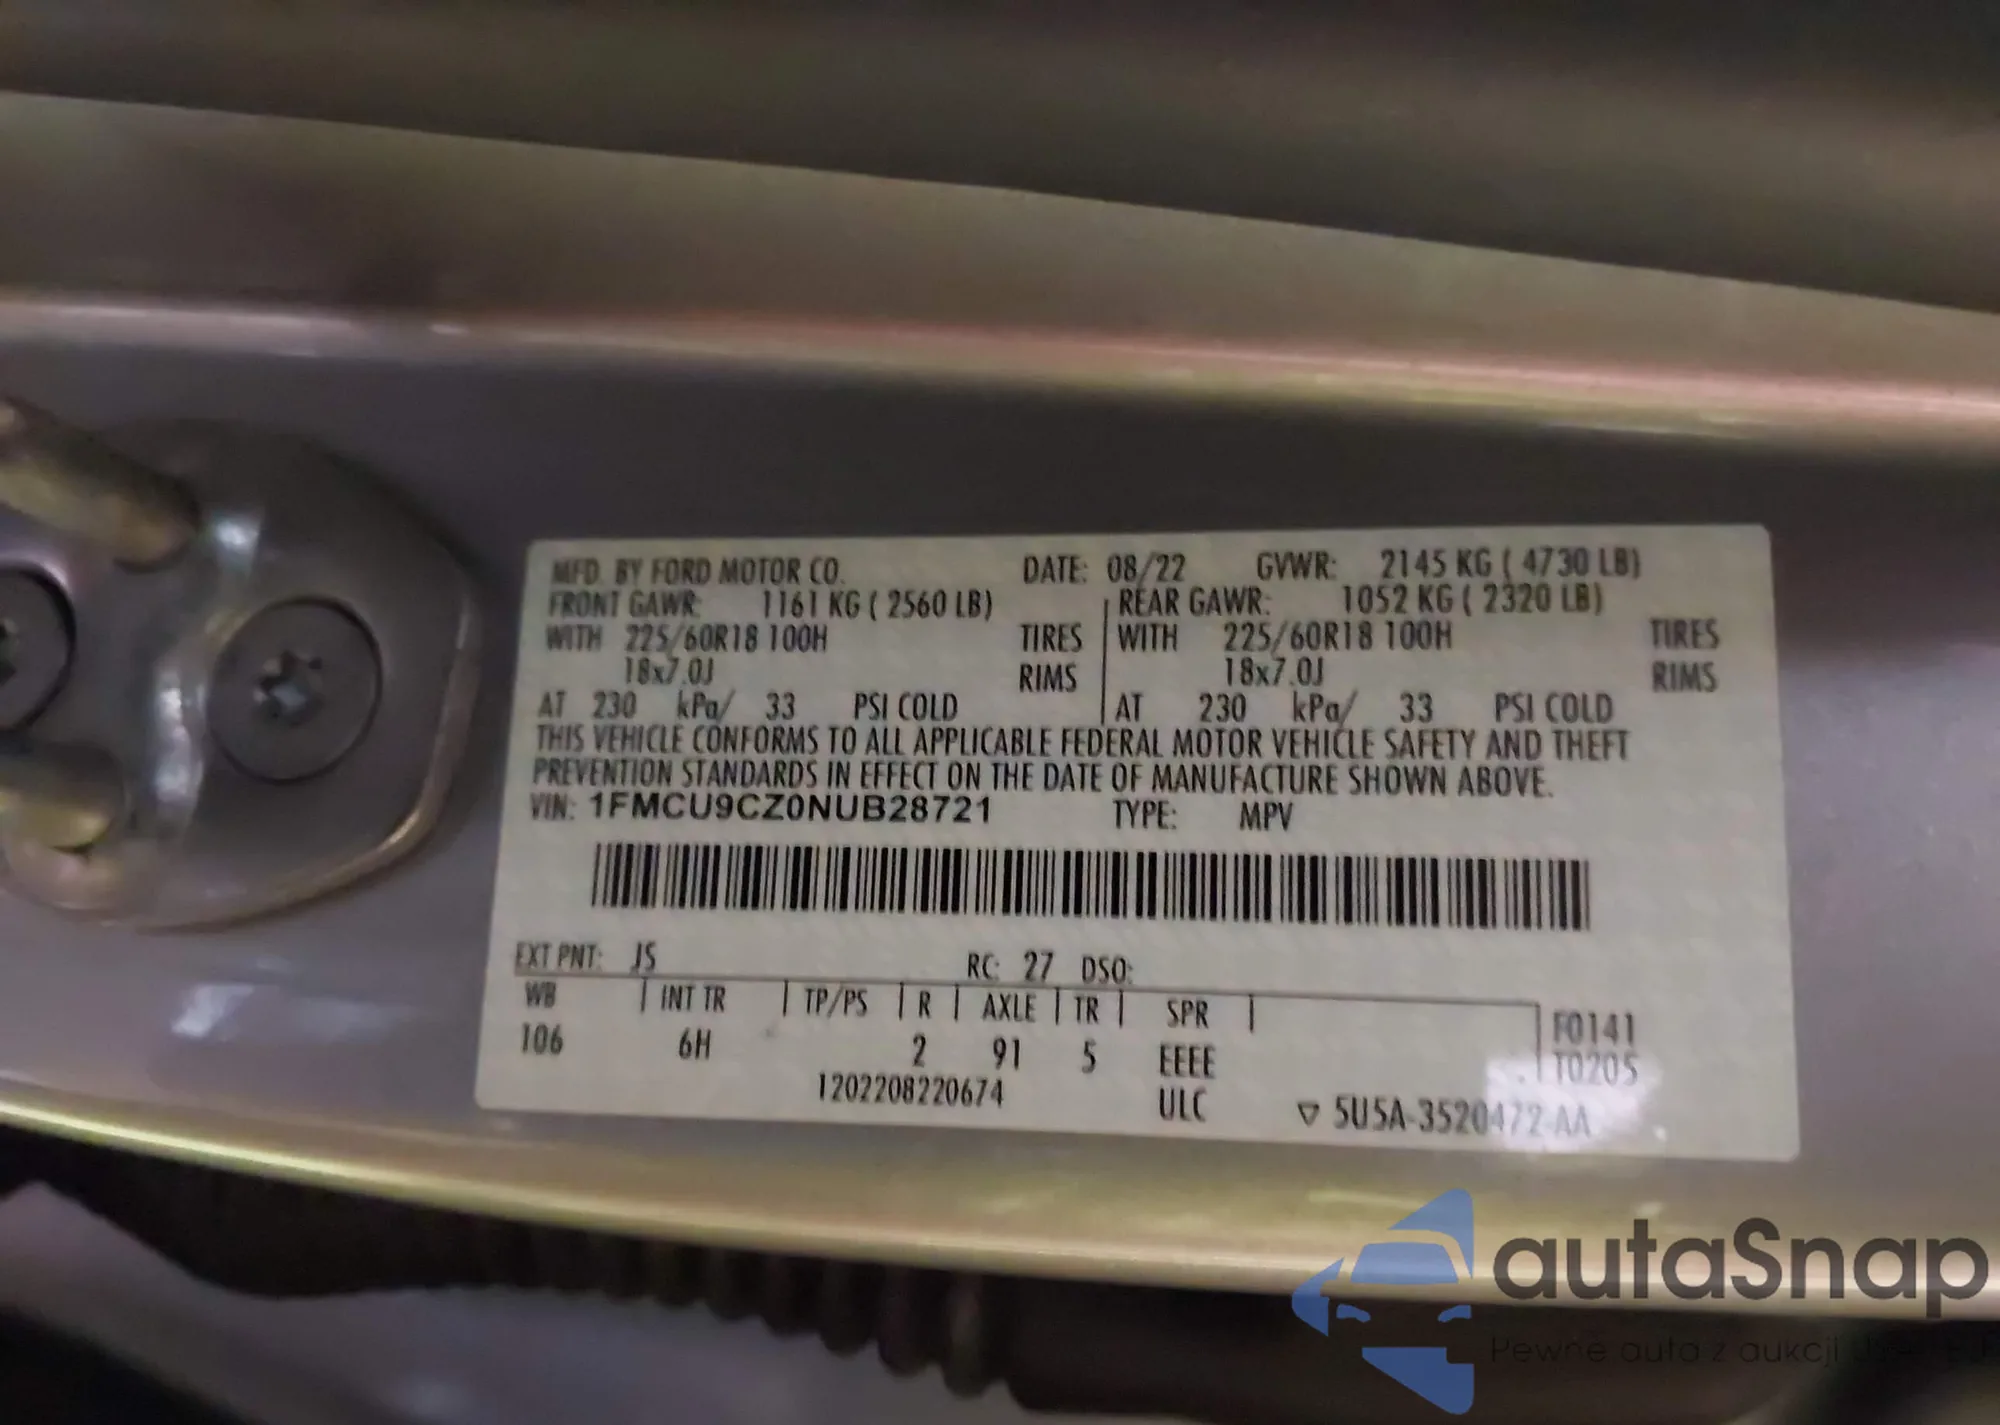 MFD. BY FORD MOTOR CO. DATE: 08/22 GVWR: 2145 KG ( 4730 LB)
FRONT GAWR: 1161 KG ( 2560 LB) REAR GAWR: 1052 KG ( 2320 LB)
WITH 225/60R18 100H TIRES WITH 225/60R18 100H TIRES
18x7.0J RIMS 18x7.0J RIMS
AT 230 kPa/ 33 PSI COLD AT 230 kPa/ 33 PSI COLD
THIS VEHICLE CONFORMS TO ALL APPLICABLE FEDERAL MOTOR VEHICLE SAFETY AND THEFT
PREVENTION STANDARDS IN EFFECT ON THE DATE OF MANUFACTURE SHOWN ABOVE.
VIN: 1FMCU9CZ0NUB28721 TYPE: MPV
EXT PNT: JS RC: 27 DSO:
WB INT TR TP/PS R AXLE TR SPR F0141
106 6H 2 91 5 EEEE T0205
1202208220674 ULC ▽ 5U5A-3520472-AA
autaSnap
Pewne auta z aukcji